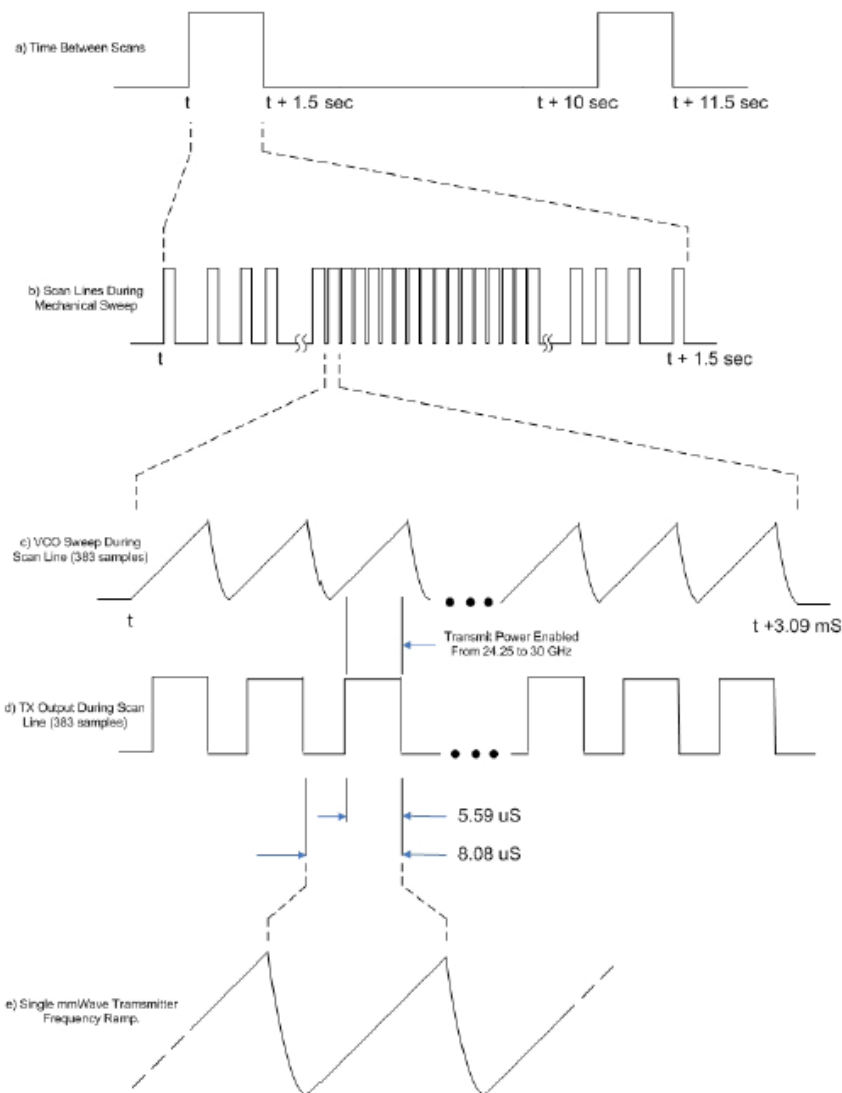 a) Time Between Scans
t
t + 1.5 sec
t + 10 sec
t + 11.5 sec
b) Scan Lines During
Mechanical Sweep
t
t + 1.5 sec
c) VCO Sweep During
Scan Line (383 samples)
t
t +3.09 mS
Transmit Power Enabled
From 24.25 to 30 GHz
d) TX Output During Scan
Line (383 samples)
5.59 uS
8.08 uS
e) Single mmWave Transmitter
Frequency Ramp.